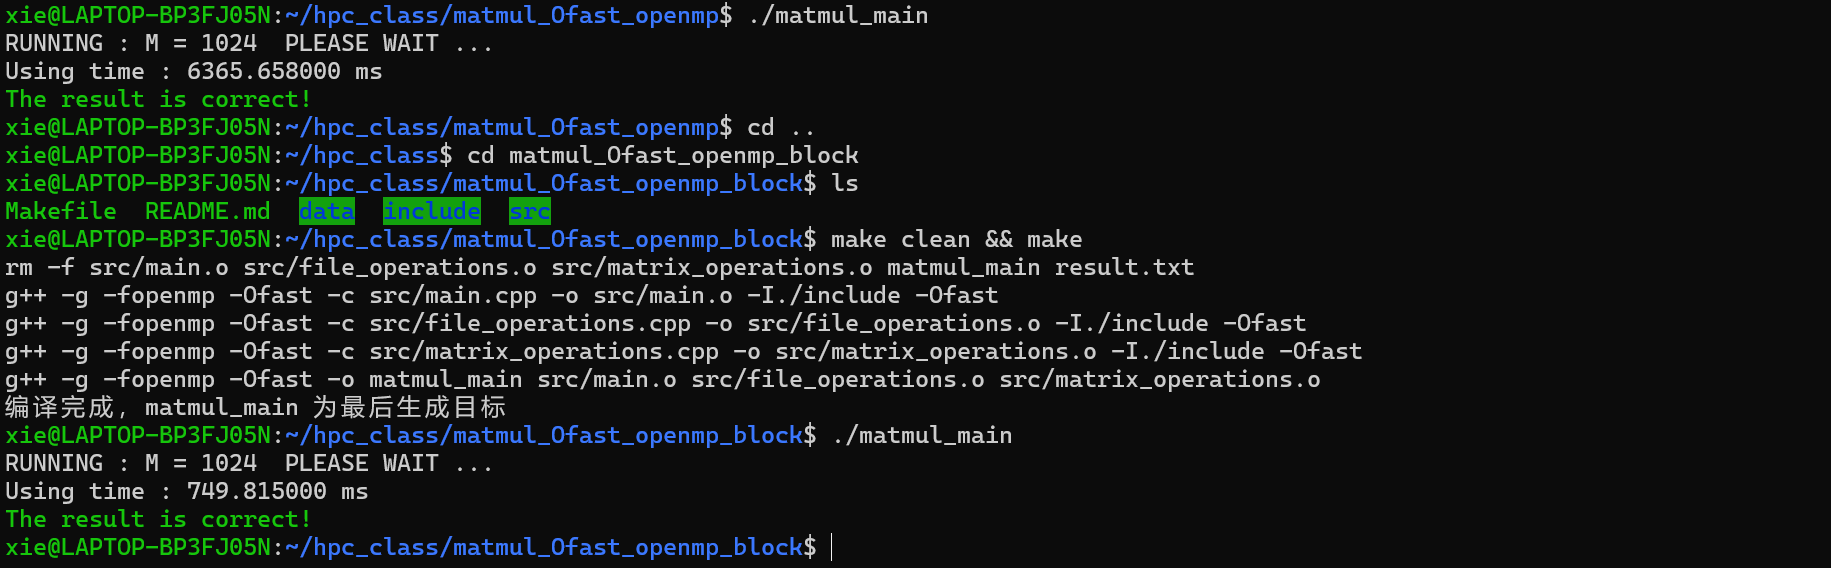 xie@LAPTOP-BP3FJ05N:~/hpc_class/matmul_Ofast_openmp$ ./matmul_main
RUNNING : M = 1024  PLEASE WAIT ...
Using time : 6365.658000 ms
The result is correct!
xie@LAPTOP-BP3FJ05N:~/hpc_class/matmul_Ofast_openmp$ cd ..
xie@LAPTOP-BP3FJ05N:~/hpc_class$ cd matmul_Ofast_openmp_block
xie@LAPTOP-BP3FJ05N:~/hpc_class/matmul_Ofast_openmp_block$ ls
Makefile  README.md  data  include  src
xie@LAPTOP-BP3FJ05N:~/hpc_class/matmul_Ofast_openmp_block$ make clean && make
rm -f src/main.o src/file_operations.o src/matrix_operations.o matmul_main result.txt
g++ -g -fopenmp -Ofast -c src/main.cpp -o src/main.o -I./include -Ofast
g++ -g -fopenmp -Ofast -c src/file_operations.cpp -o src/file_operations.o -I./include -Ofast
g++ -g -fopenmp -Ofast -c src/matrix_operations.cpp -o src/matrix_operations.o -I./include -Ofast
g++ -g -fopenmp -Ofast -o matmul_main src/main.o src/file_operations.o src/matrix_operations.o
编译完成, matmul_main 为最后生成目标
xie@LAPTOP-BP3FJ05N:~/hpc_class/matmul_Ofast_openmp_block$ ./matmul_main
RUNNING : M = 1024  PLEASE WAIT ...
Using time : 749.815000 ms
The result is correct!
xie@LAPTOP-BP3FJ05N:~/hpc_class/matmul_Ofast_openmp_block$